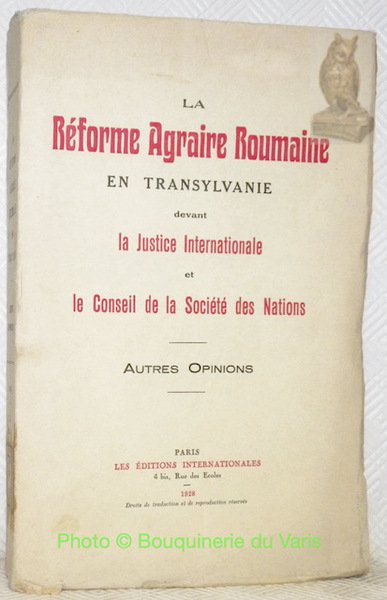 LA
Réforme Agraire Roumaine
EN TRANSYLVANIE
devant
la Justice Internationale
et
le Conseil de la Société des Nations
AUTRES OPINIONS
PARIS
LES ÉDITIONS INTERNATIONALES
4 bis, Rue des Ecoles
1928
Droits de traduction et de reproduction réservés
Photo © Bouquinerie du Varis